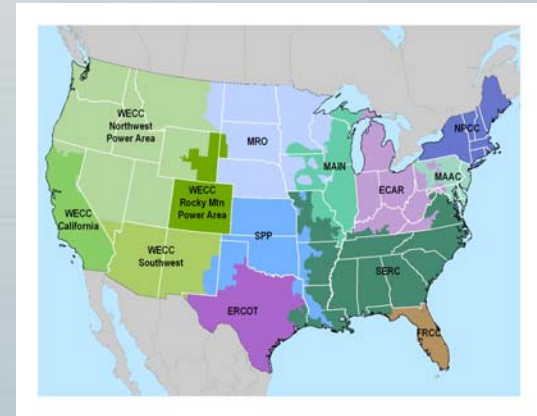 WECC
Northwest
Power Area
MRO
NPCC
MAIN
MAAC
ECAR
WECC
Rocky Mtn
Power Area
WECC
California
SPP
WECC
Southwest
SERC
ERCOT
FRCC